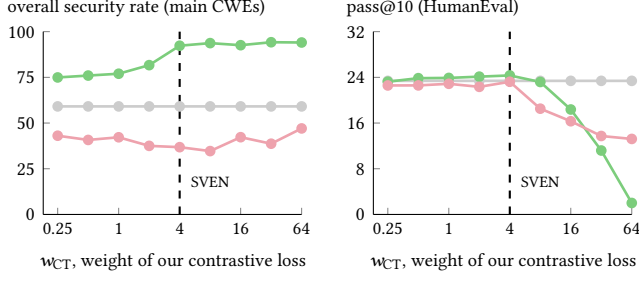 overall security rate (main CWEs)
100
75
50
25
0
SVEN
0.25 1 4 16 64
w_CT, weight of our contrastive loss
pass@10 (HumanEval)
32
24
16
8
0
SVEN
0.25 1 4 16 64
w_CT, weight of our contrastive loss